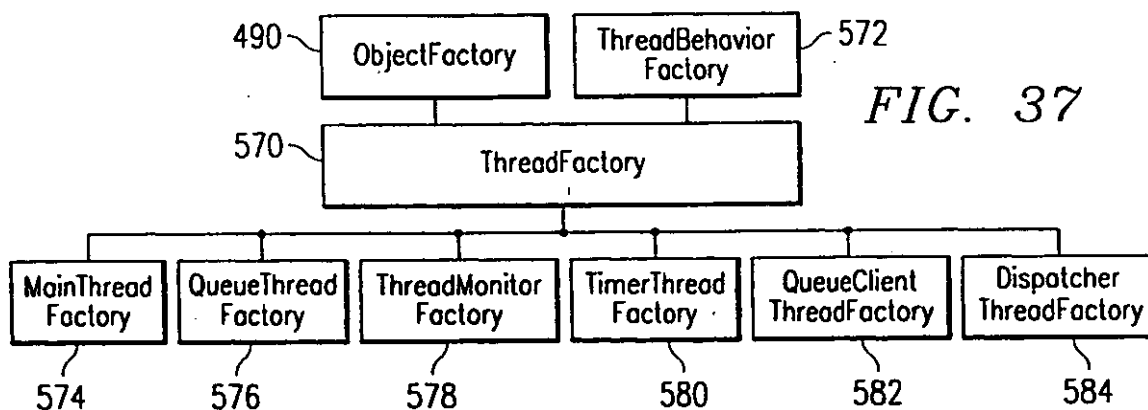 490
ObjectFactory
ThreadBehavior
Factory
572
FIG. 37
570
ThreadFactory
MainThread
Factory
QueueThread
Factory
ThreadMonitor
Factory
TimerThread
Factory
QueueClient
ThreadFactory
Dispatcher
ThreadFactory
574
576
578
580
582
584